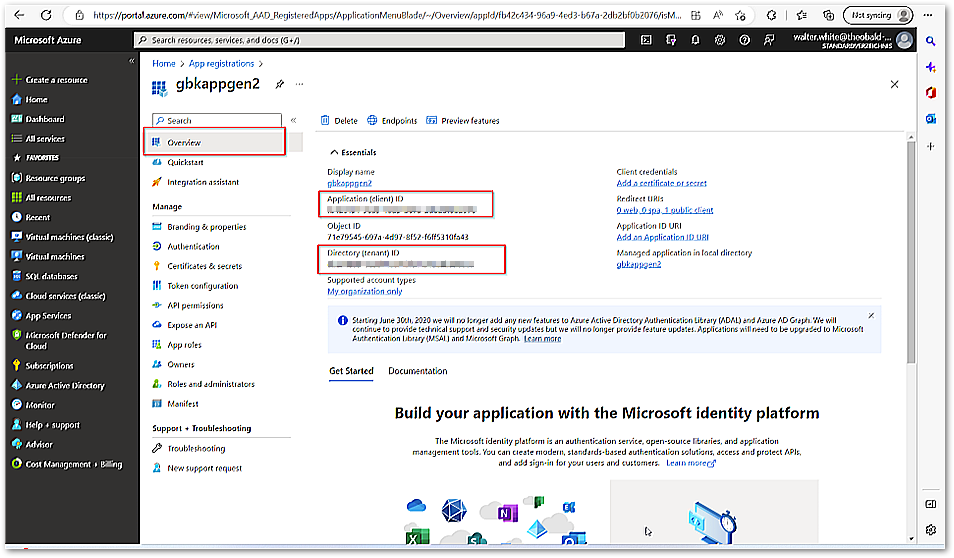 https://portal.azure.com/#view/Microsoft_AAD_RegisteredApps/ApplicationMenuBlade/~/Overview/appId/fb42c434-96a9-4ed3-b67a-2db2bf0b2076/isM...
Not syncing
Microsoft Azure
Search resources, services, and docs (G+/)
walter.white@theobald-...
STANDARDVERZEICHNIS
Create a resource
Home
Dashboard
All services
FAVORITES
Resource groups
All resources
Recent
Virtual machines (classic)
Virtual machines
SQL databases
Cloud services (classic)
App Services
Microsoft Defender for
Cloud
Subscriptions
Azure Active Directory
Monitor
Help + support
Advisor
Cost Management + Billing
Home > App registrations >
gbkappgen2
Search
Overview
Quickstart
Integration assistant
Manage
Branding & properties
Authentication
Certificates & secrets
Token configuration
API permissions
Expose an API
App roles
Owners
Roles and administrators
Manifest
Support + Troubleshooting
Troubleshooting
New support request
Delete Endpoints Preview features
Essentials
Display name
gbkappgen2
Application (client) ID
Object ID
71e79545-697a-4d97-8f52-f6ff5310fa43
Directory (tenant) ID
Supported account types
My organization only
Client credentials
Add a certificate or secret
Redirect URIs
0 web, 0 spa, 1 public client
Application ID URI
Add an Application ID URI
Managed application in local directory
gbkappgen2
Starting June 30th, 2020 we will no longer add any new features to Azure Active Directory Authentication Library (ADAL) and Azure AD Graph. We will
continue to provide technical support and security updates but we will no longer provide feature updates. Applications will need to be upgraded to Microsoft
Authentication Library (MSAL) and Microsoft Graph. Learn more
Get Started Documentation
Build your application with the Microsoft identity platform
The Microsoft identity platform is an authentication service, open-source libraries, and application
management tools. You can create modern, standards-based authentication solutions, access and protect APIs,
and add sign-in for your users and customers. Learn more